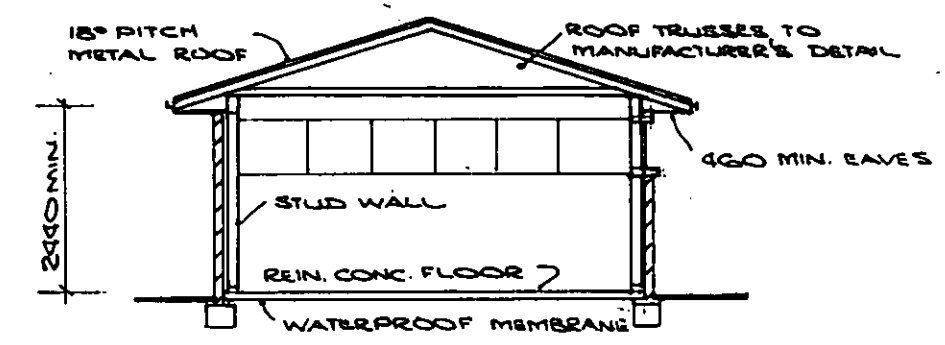 18° PITCH
METAL ROOF
ROOF TRUSSES TO
MANUFACTURER'S DETAIL
460 MIN. EAVES
2440 MIN.
STUD WALL
REIN. CONC. FLOOR
WATERPROOF MEMBRANE